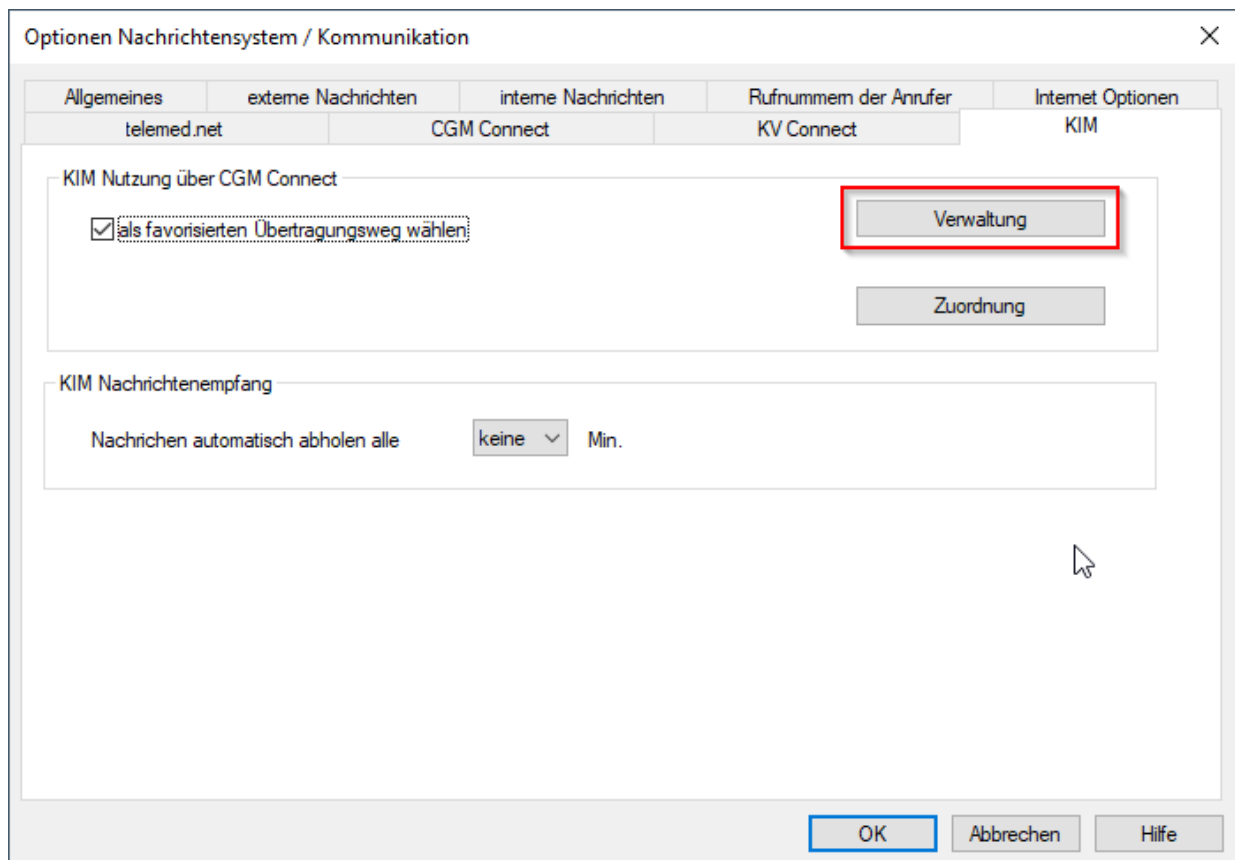 Optionen Nachrichtensystem / Kommunikation
Allgemeines externe Nachrichten interne Nachrichten Rufnummern der Anrufer Internet Optionen
telemed.net CGM Connect KV Connect KIM
KIM Nutzung über CGM Connect
als favorisierten Übertragungsweg wählen
Verwaltung
Zuordnung
KIM Nachrichtenempfang
Nachrichen automatisch abholen alle keine Min.
OK Abbrechen Hilfe